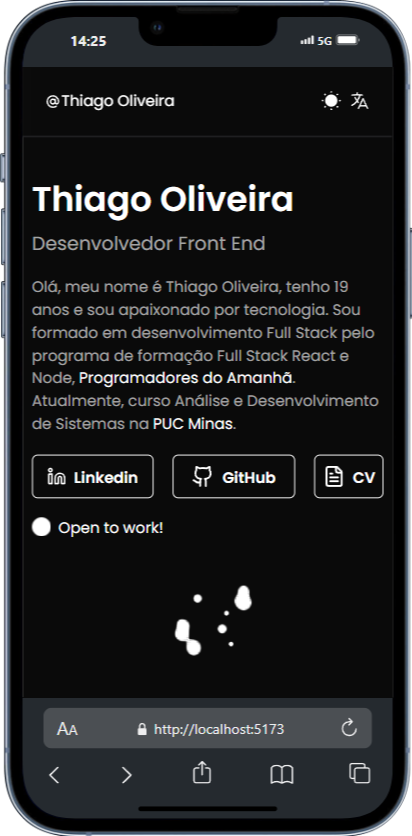 14:25
5G
@Thiago Oliveira
Thiago Oliveira
Desenvolvedor Front End
Olá, meu nome é Thiago Oliveira, tenho 19
anos e sou apaixonado por tecnologia. Sou
formado em desenvolvimento Full Stack pelo
programa de formação Full Stack React e
Node, Programadores do Amanhã.
Atualmente, curso Análise e Desenvolvimento
de Sistemas na PUC Minas.
Linkedin GitHub CV
Open to work!
AA http://localhost:5173